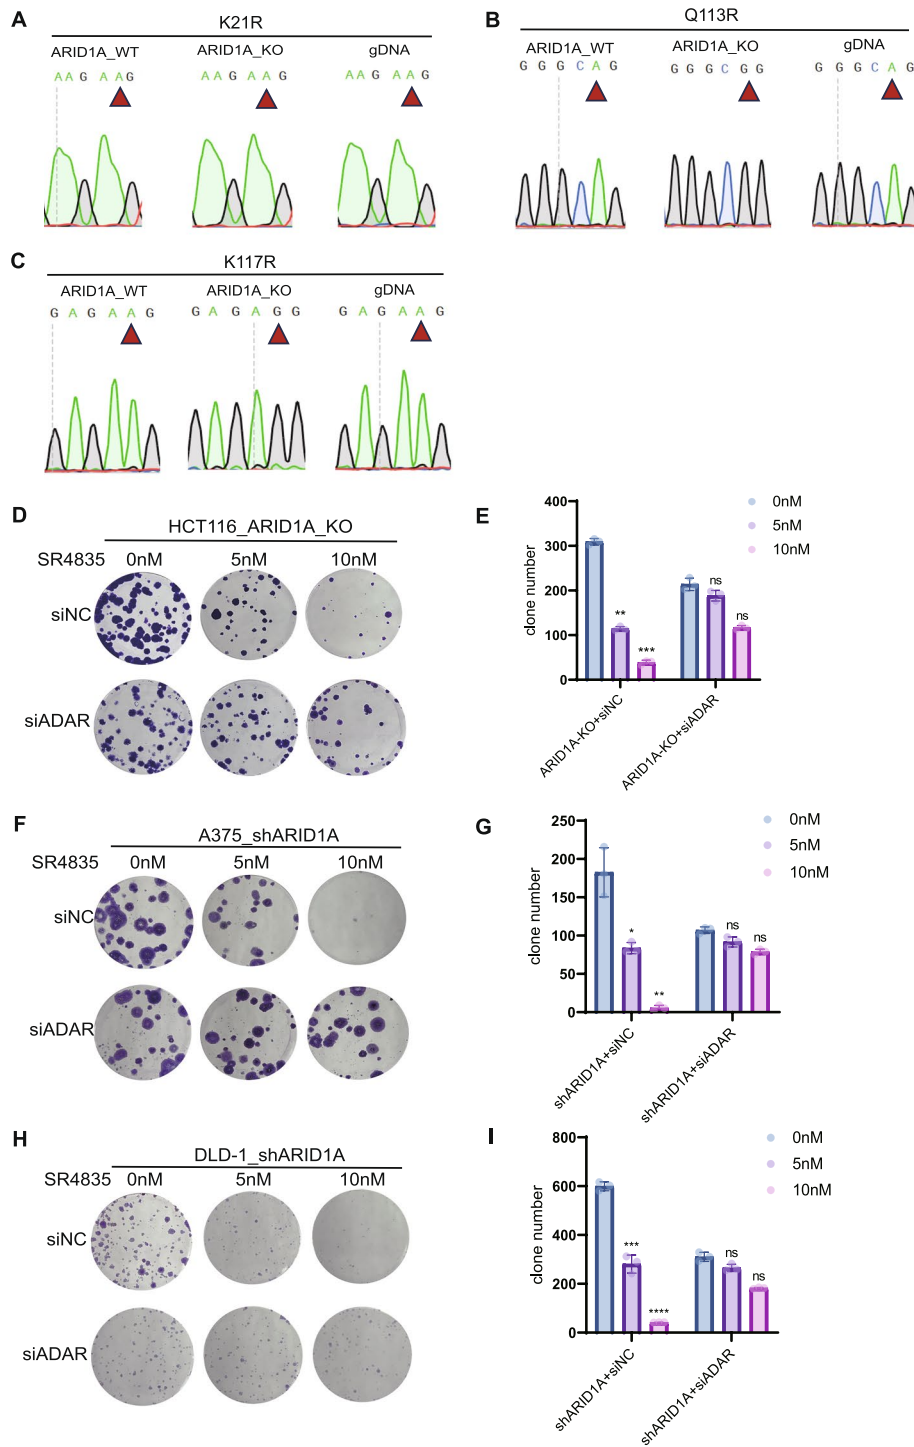 A
K21R
ARID1A_WT
ARID1A_KO
gDNA
AAG AAG
AAGAAG
AAG AAG
B
Q113R
ARID1A_WT
ARID1A_KO
gDNA
G G G C A G
G G G C G G
G G G C A G
C
K117R
ARID1A_WT
ARID1A_KO
gDNA
G A G A A G
G A G A G G
G A G A A G
D
HCT116_ARID1A_KO
SR4835
0nM
5nM
10nM
siNC
siADAR
E
0nM
5nM
10nM
clone number
400
300
200
100
0
**
***
ns
ns
ARID1A-KO+siNC
ARID1A-KO+siADAR
F
A375_shARID1A
SR4835
0nM
5nM
10nM
siNC
siADAR
G
0nM
5nM
10nM
clone number
250
200
150
100
50
0
*
**
ns
ns
shARID1A+siNC
shARID1A+siADAR
H
DLD-1_shARID1A
SR4835
0nM
5nM
10nM
siNC
siADAR
I
0nM
5nM
10nM
clone number
800
600
400
200
0
***
****
ns
ns
shARID1A+siNC
shARID1A+siADAR